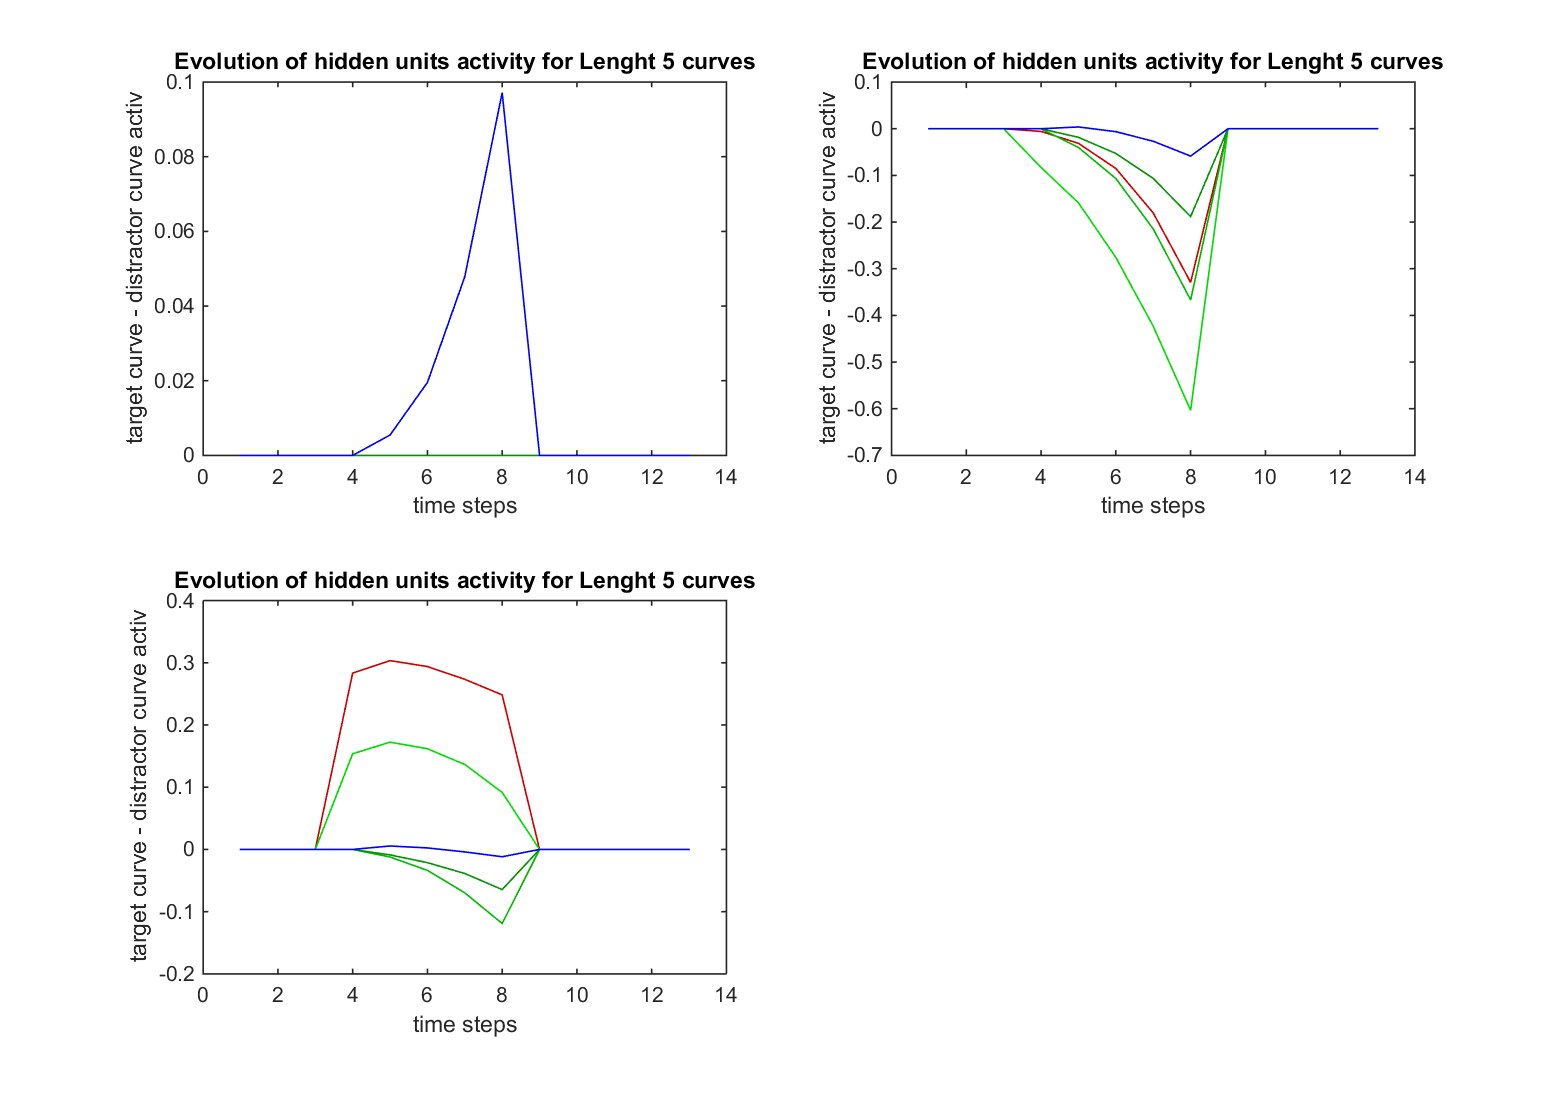 Evolution of hidden units activity for Lenght 5 curves
target curve - distractor curve activ
0.1
0.08
0.06
0.04
0.02
0
0 2 4 6 8 10 12 14
time steps
Evolution of hidden units activity for Lenght 5 curves
target curve - distractor curve activ
0.1
0
-0.1
-0.2
-0.3
-0.4
-0.5
-0.6
-0.7
0 2 4 6 8 10 12 14
time steps
Evolution of hidden units activity for Lenght 5 curves
target curve - distractor curve activ
0.4
0.3
0.2
0.1
0
-0.1
-0.2
0 2 4 6 8 10 12 14
time steps